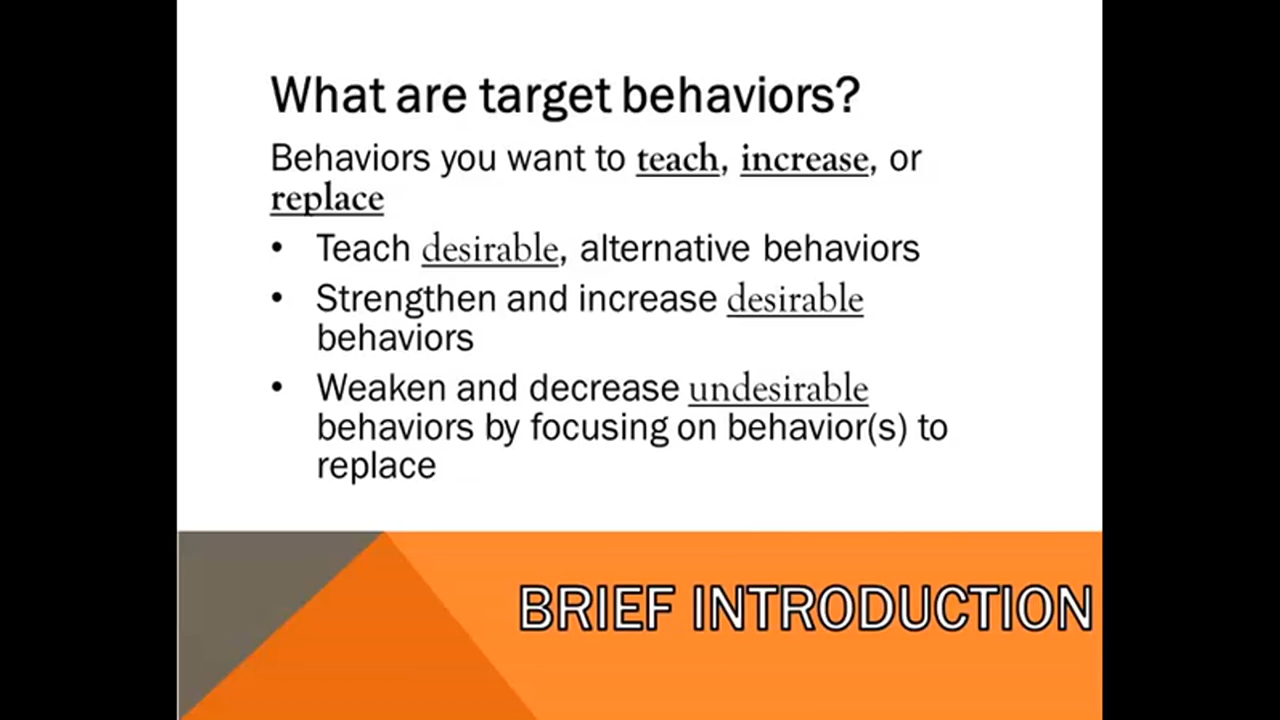 What are target behaviors?
Behaviors you want to teach, increase, or
replace
• Teach desirable, alternative behaviors
• Strengthen and increase desirable
behaviors
• Weaken and decrease undesirable
behaviors by focusing on behavior(s) to
replace
BRIEF INTRODUCTION